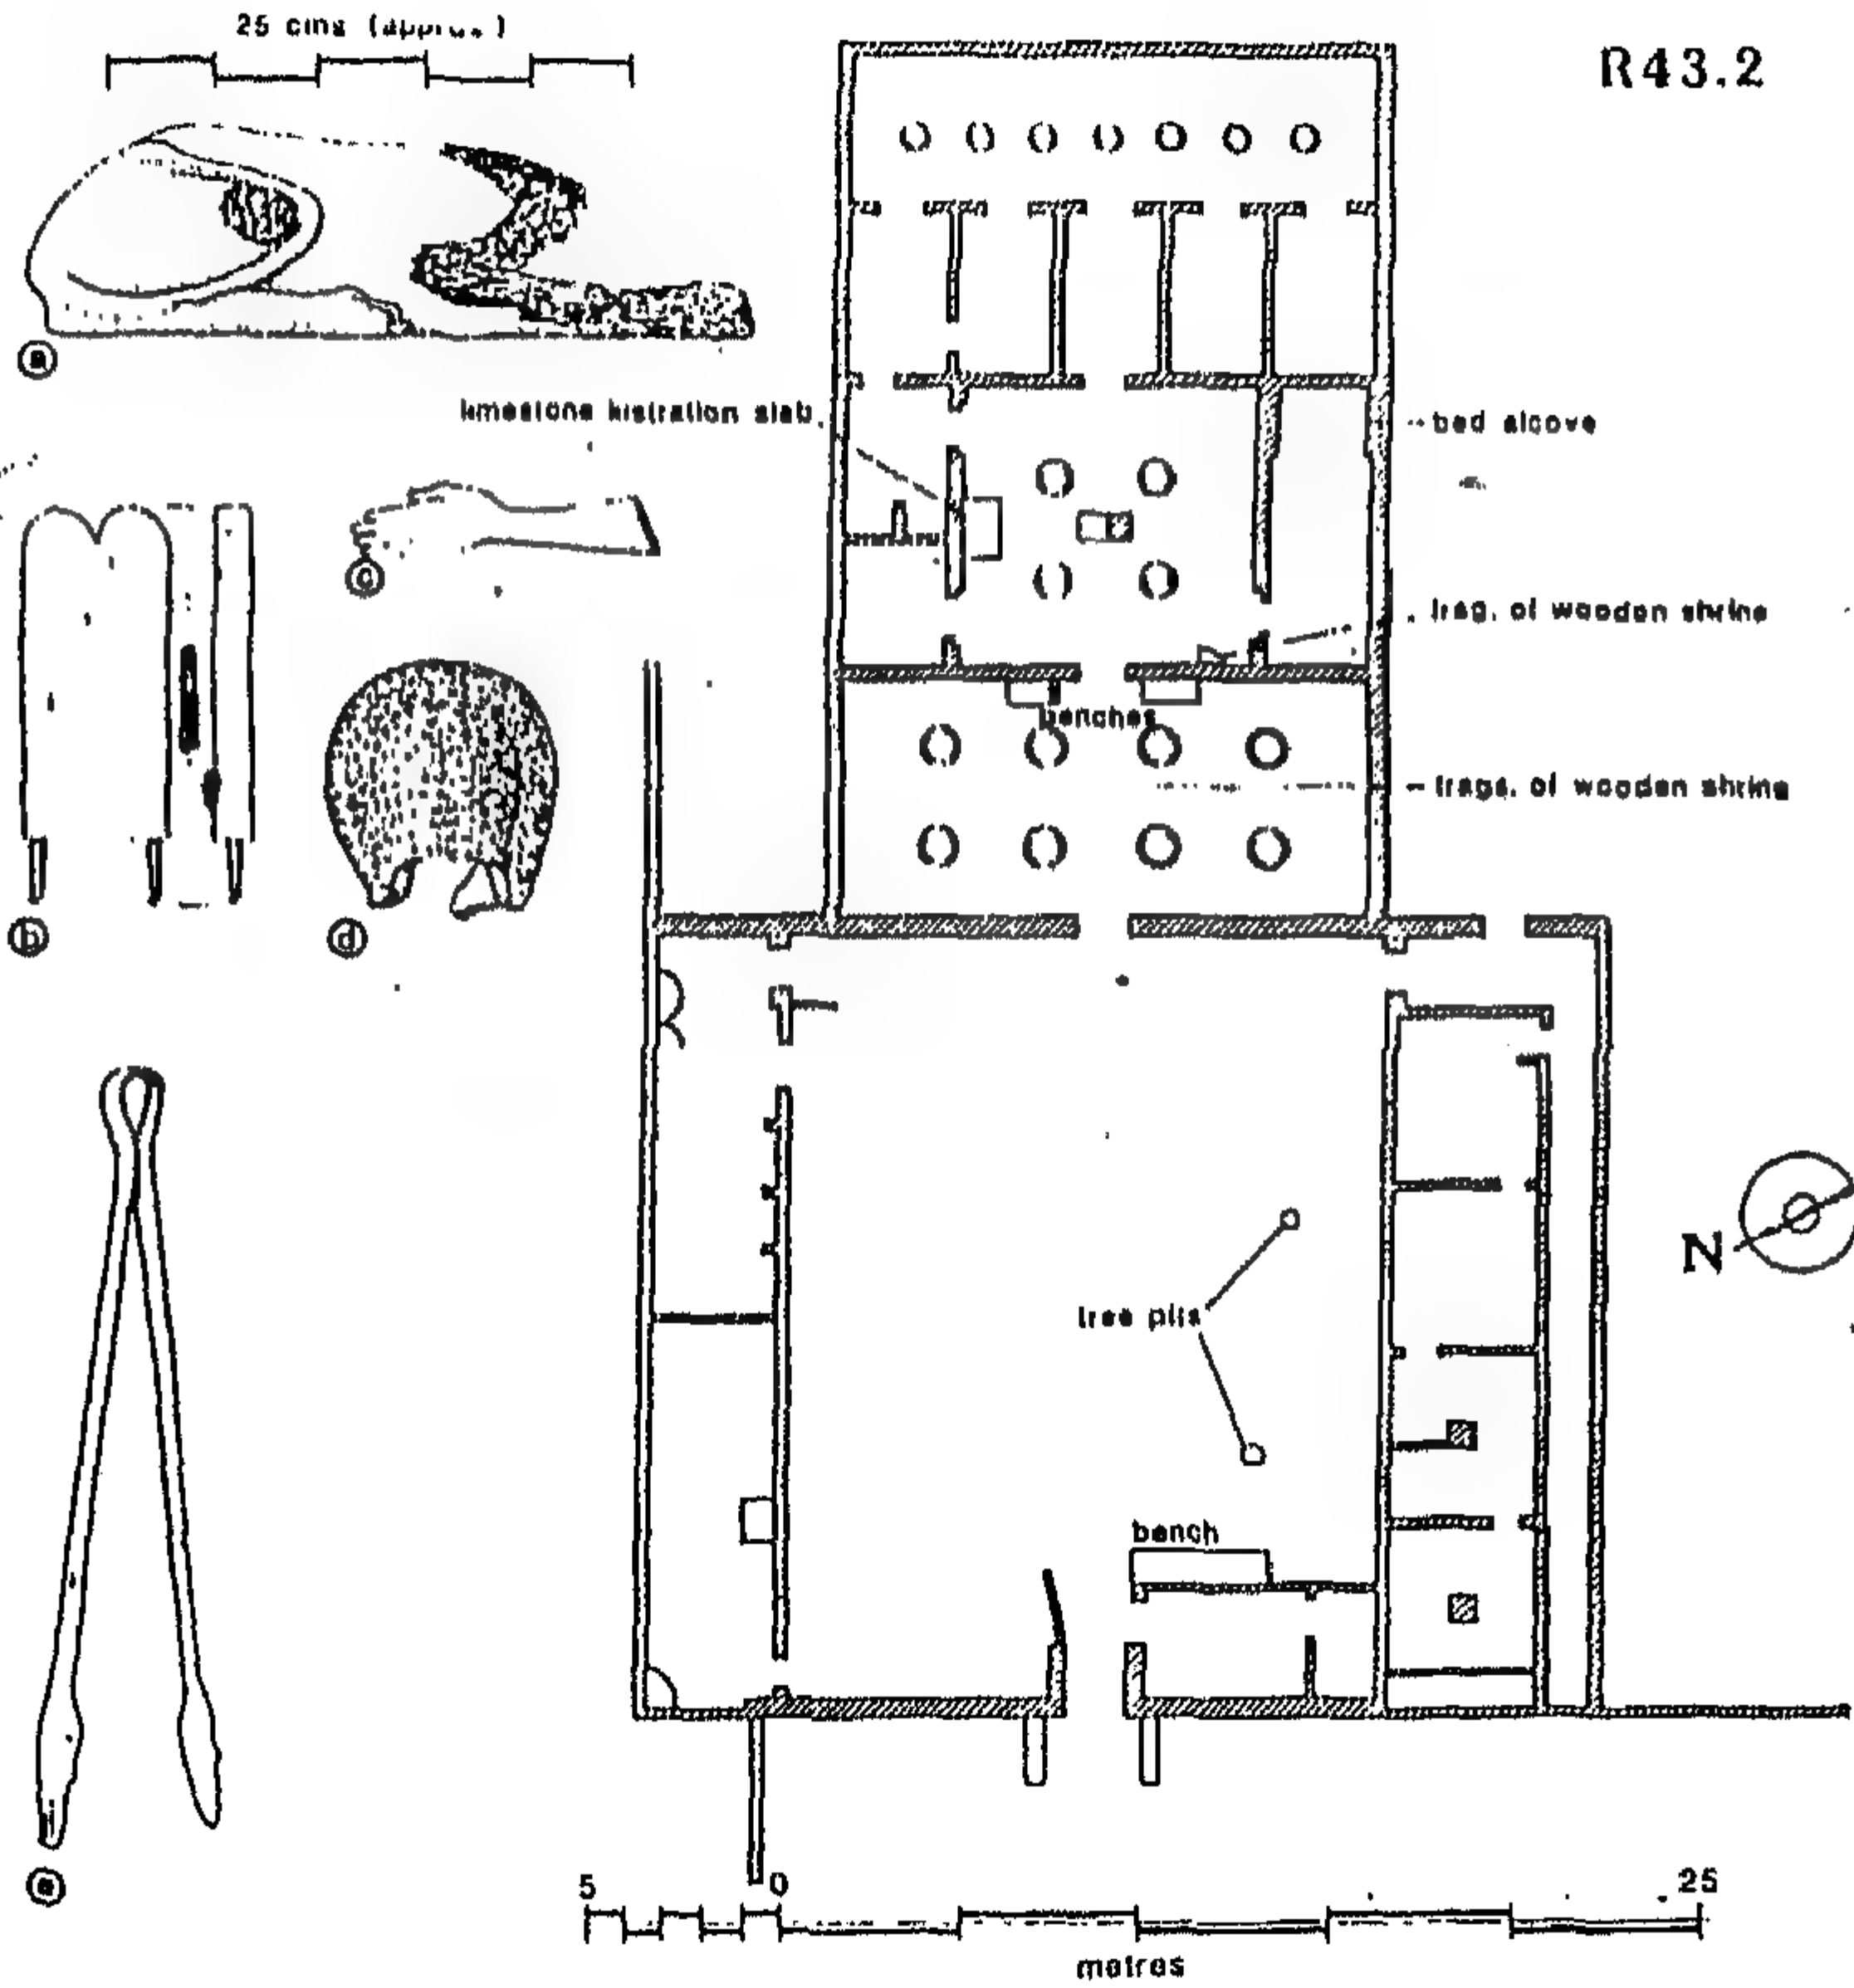 25 cms (approx.)
R43.2
a
limestone lustration slab
bed alcove
c
frag. of wooden shrine
benches
frags. of wooden shrine
b
d
N
tree pits
bench
e
5 0 25
metres